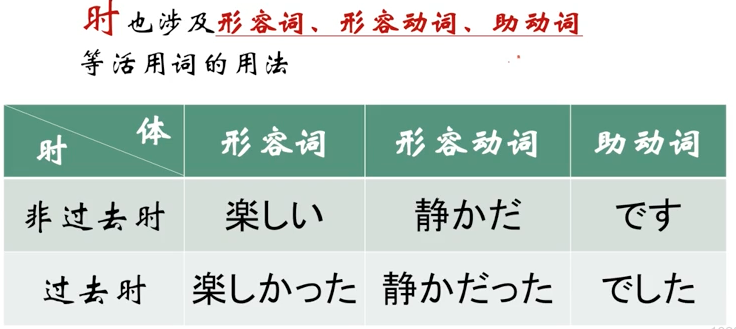 时也涉及形容词、形容动词、助动词
等活用词的用法
体 时 形容词 形容动词 助动词
非过去时 楽しい 静かだ です
过去时 楽しかった 静かだった でした